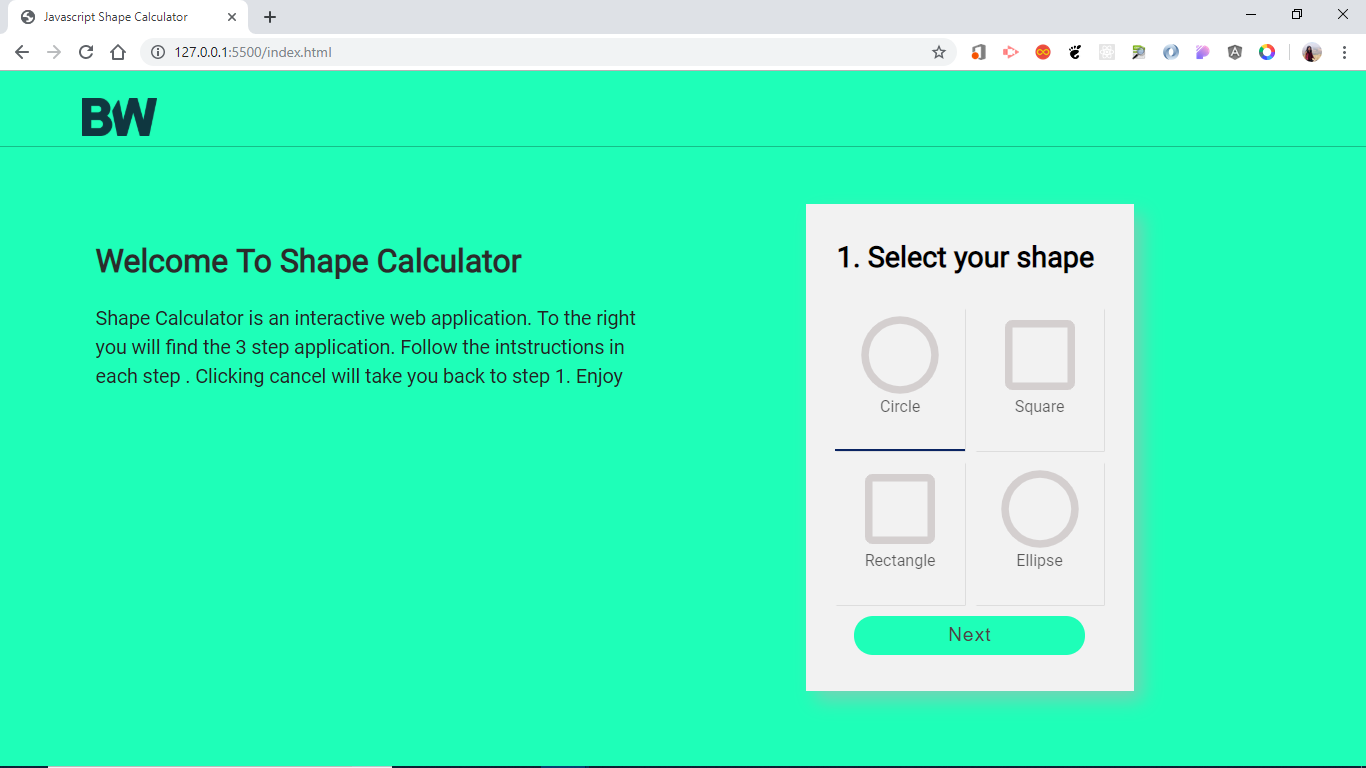 Javascript Shape Calculator
127.0.0.1:5500/index.html
BW
Welcome To Shape Calculator
Shape Calculator is an interactive web application. To the right
you will find the 3 step application. Follow the intstructions in
each step . Clicking cancel will take you back to step 1. Enjoy
1. Select your shape
Circle
Square
Rectangle
Ellipse
Next